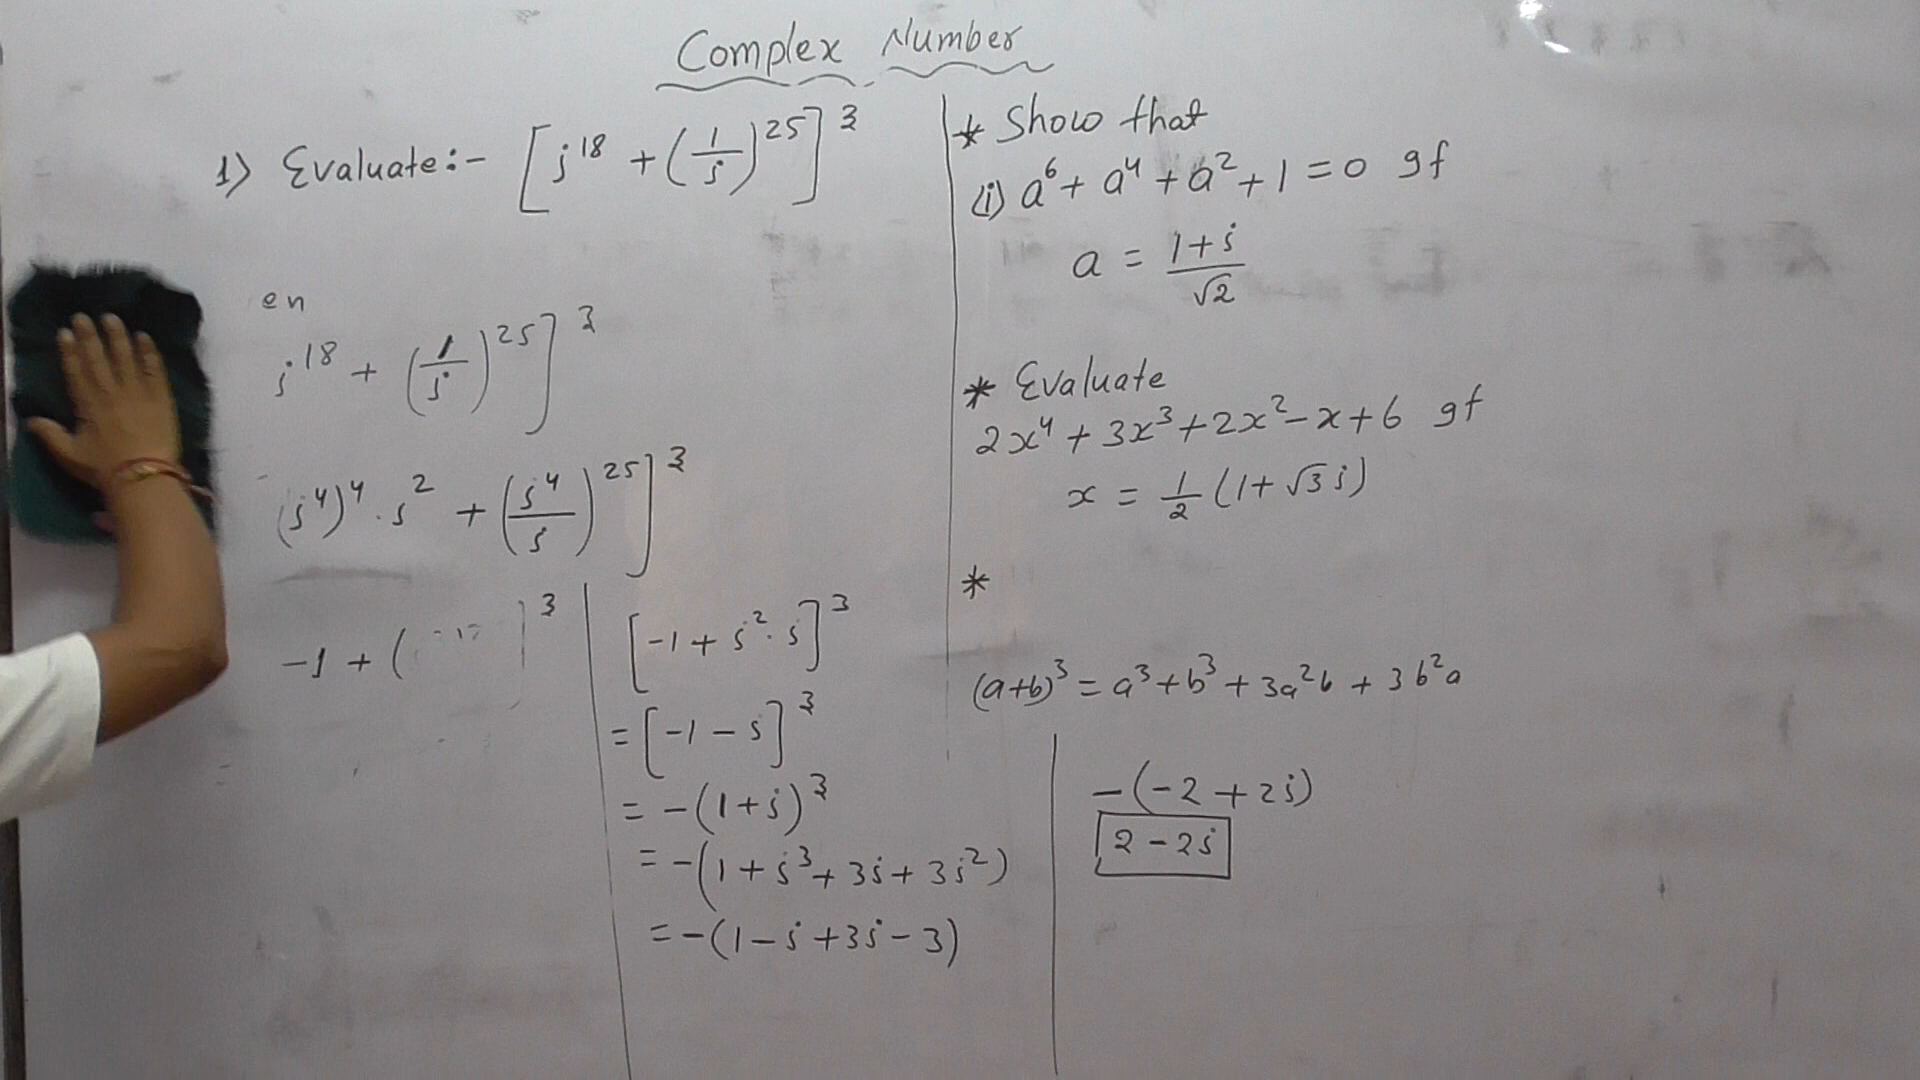 Complex Number
1) Evaluate:- [i^18 + (1/i)^25]^3
en
i^18 + (1/i)^25]^3
(i^4)^4 . i^2 + (i^4/i)^25]^3
-1 + ( ]^3
[-1 + i^2 . i]^3
= [-1 - i]^3
= -(1+i)^3
= -(1 + i^3 + 3i + 3i^2)
= -(1 - i + 3i - 3)
* Show that
(i) a^6 + a^4 + a^2 + 1 = 0 If
a = (1+i)/√2
* Evaluate
2x^4 + 3x^3 + 2x^2 - x + 6 If
x = 1/2 (1 + √3 i)
*
(a+b)^3 = a^3 + b^3 + 3a^2b + 3b^2a
-(-2 + 2i)
2 - 2i